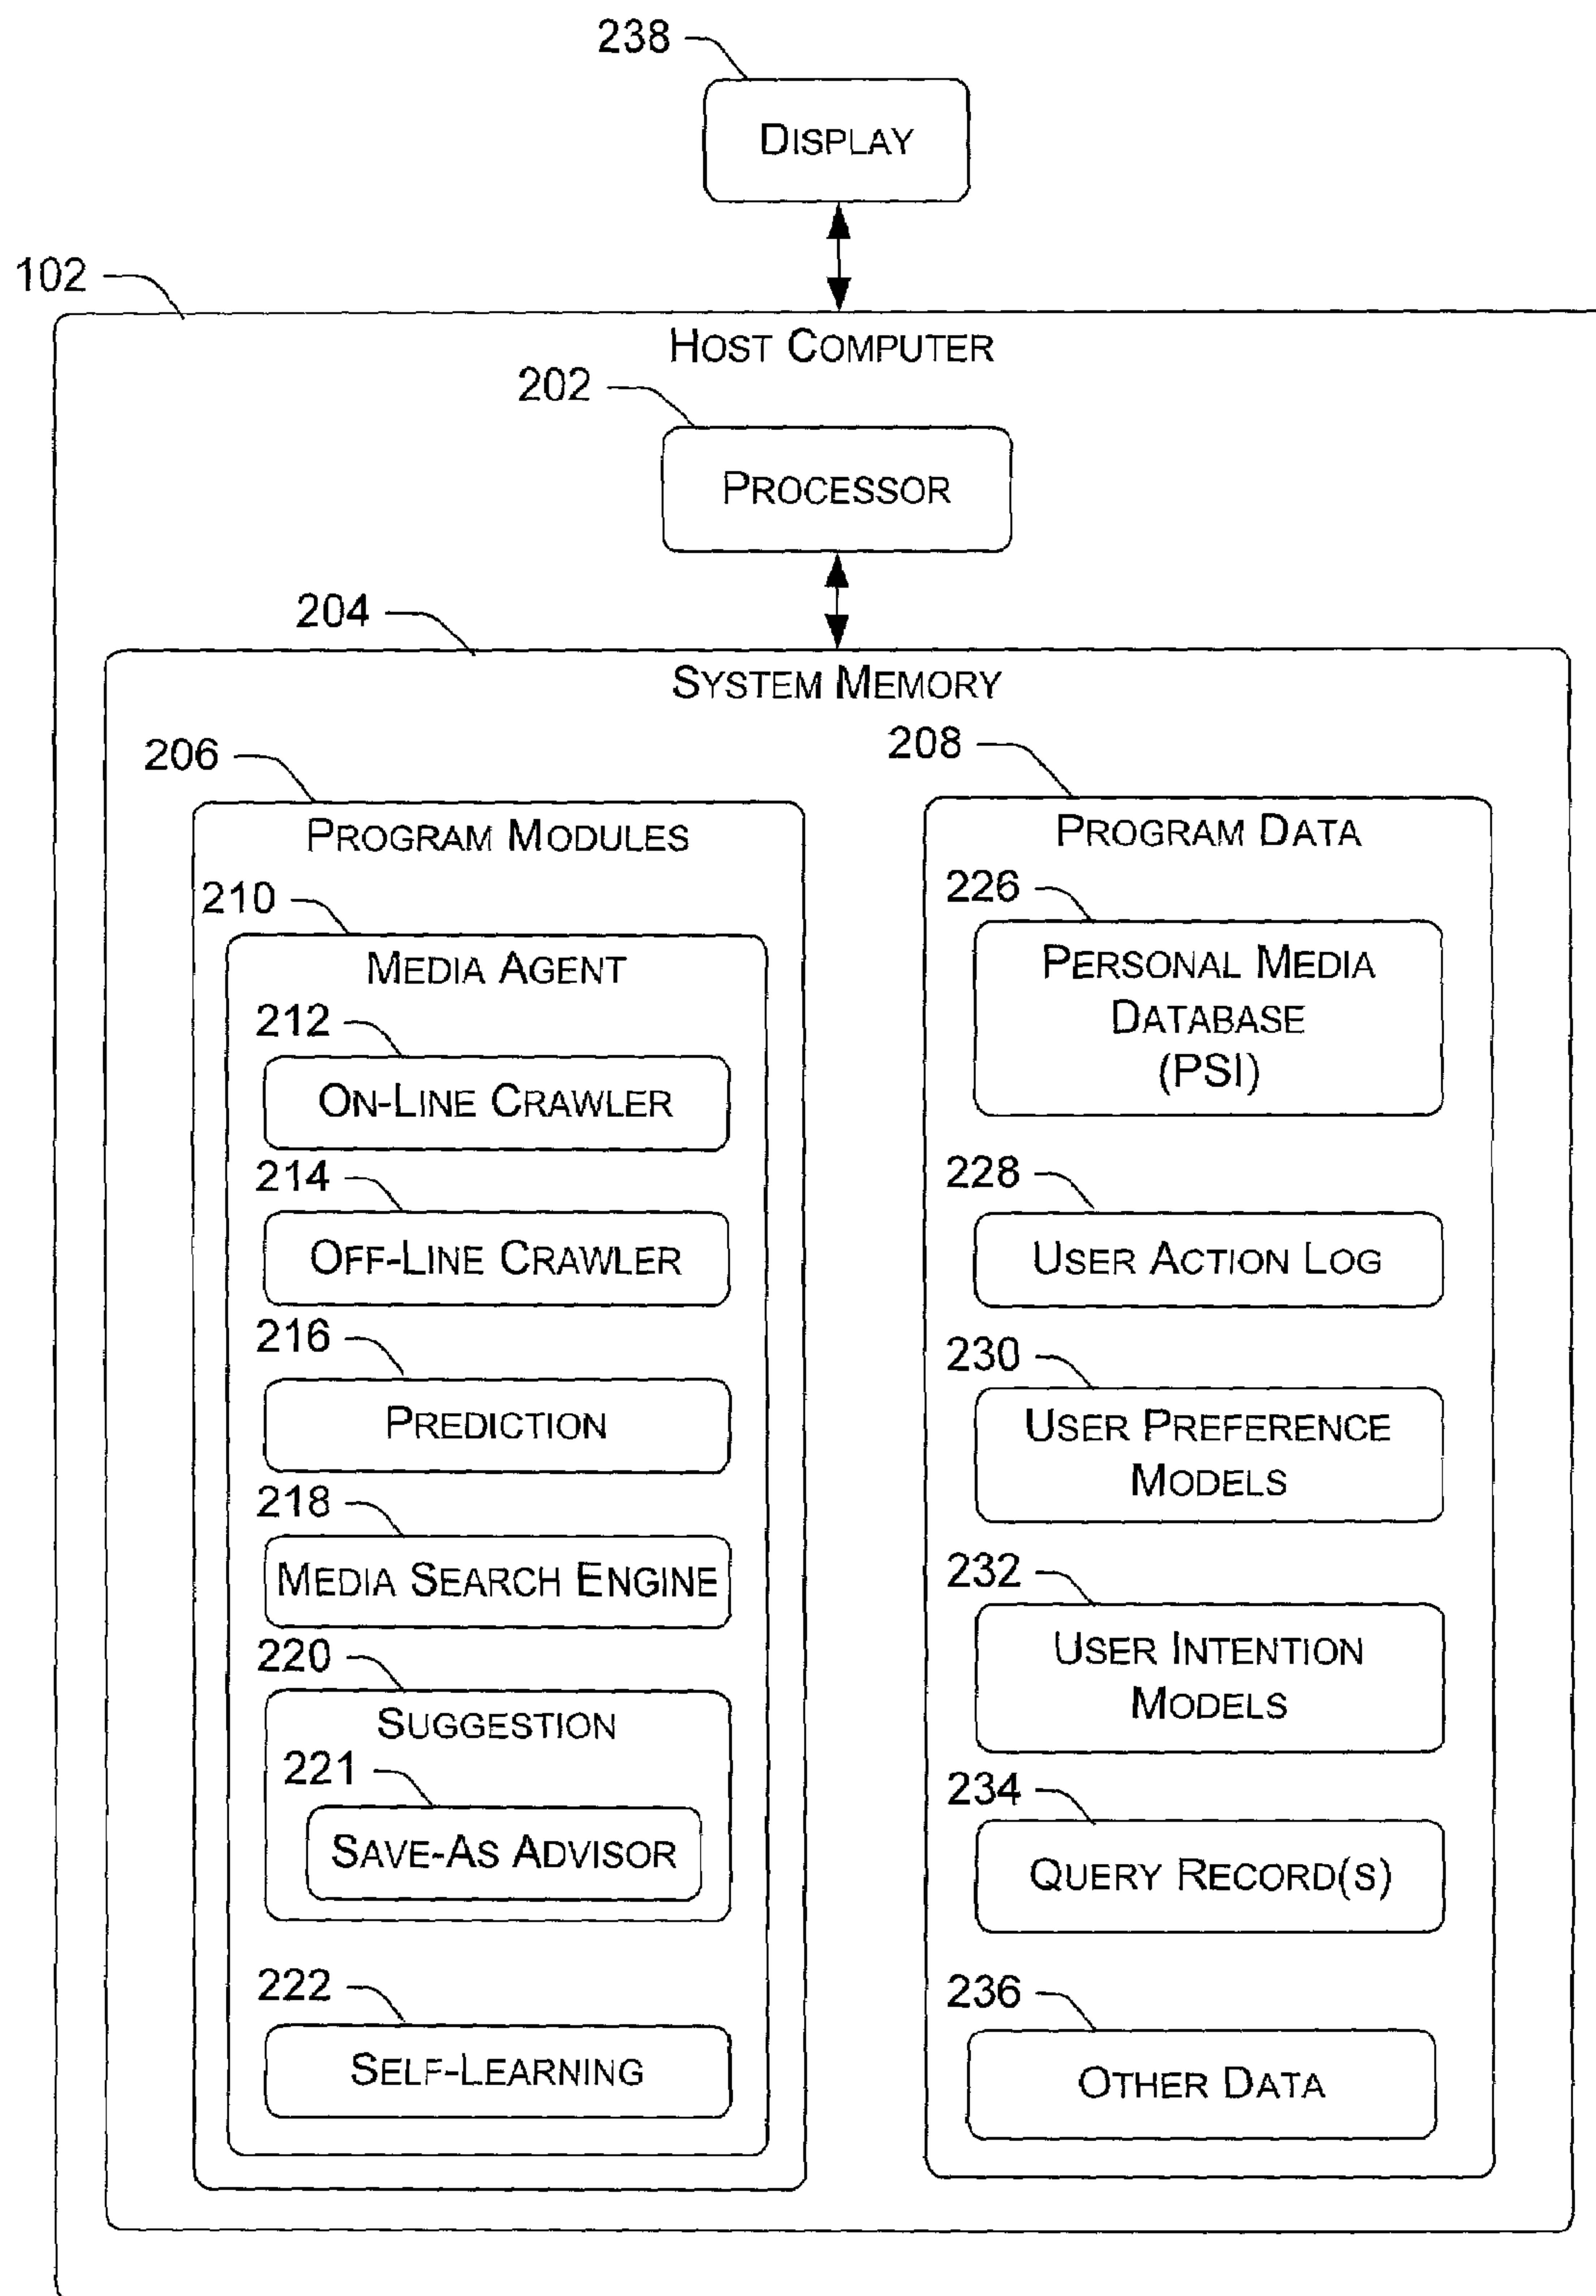 238
DISPLAY
102
HOST COMPUTER
202
PROCESSOR
204
SYSTEM MEMORY
206
PROGRAM MODULES
210
MEDIA AGENT
212
ON-LINE CRAWLER
214
OFF-LINE CRAWLER
216
PREDICTION
218
MEDIA SEARCH ENGINE
220
SUGGESTION
221
SAVE-AS ADVISOR
222
SELF-LEARNING
208
PROGRAM DATA
226
PERSONAL MEDIA
DATABASE
(PSI)
228
USER ACTION LOG
230
USER PREFERENCE
MODELS
232
USER INTENTION
MODELS
234
QUERY RECORD(S)
236
OTHER DATA